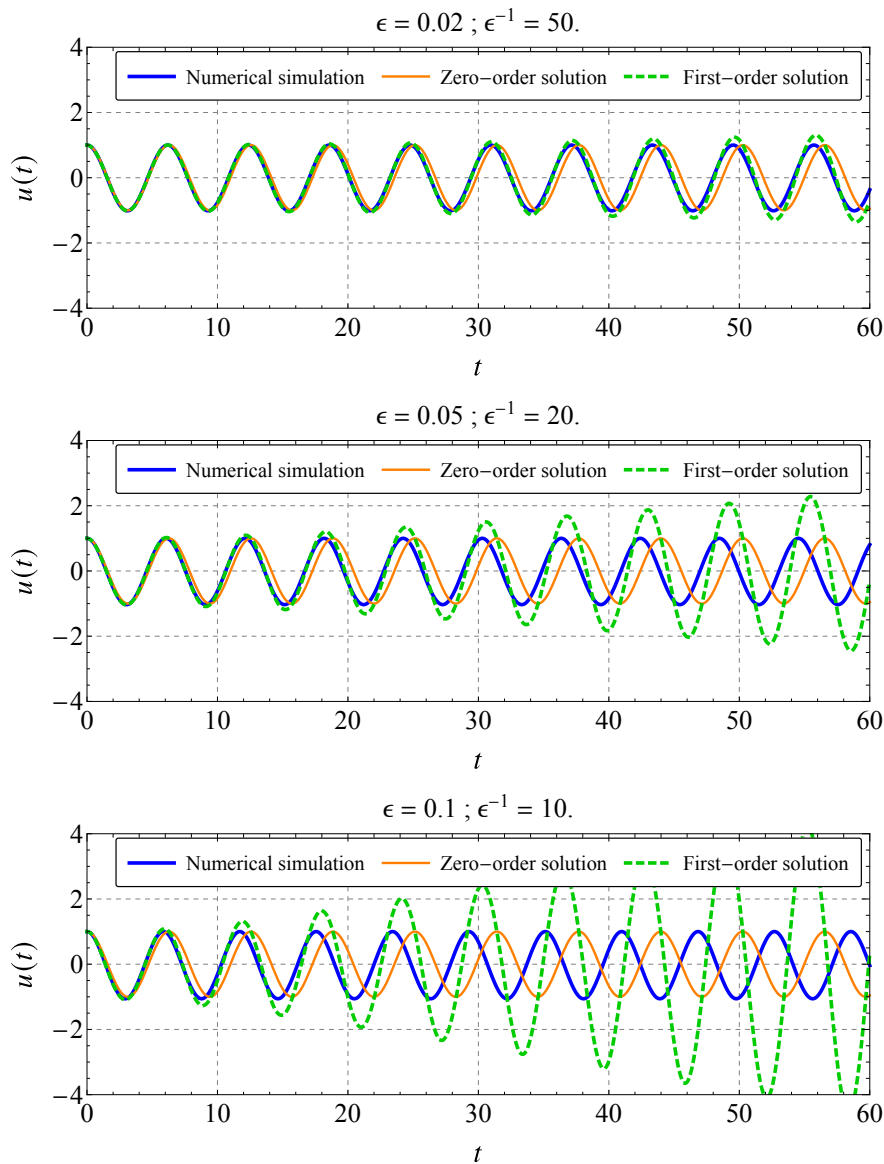 ϵ = 0.02 ; ϵ⁻¹ = 50.
4
Numerical simulation Zero−order solution First−order solution
2
0
−2
−4
u(t)
0 10 20 30 40 50 60
t
ϵ = 0.05 ; ϵ⁻¹ = 20.
4
Numerical simulation Zero−order solution First−order solution
2
0
−2
−4
u(t)
0 10 20 30 40 50 60
t
ϵ = 0.1 ; ϵ⁻¹ = 10.
4
Numerical simulation Zero−order solution First−order solution
2
0
−2
−4
u(t)
0 10 20 30 40 50 60
t